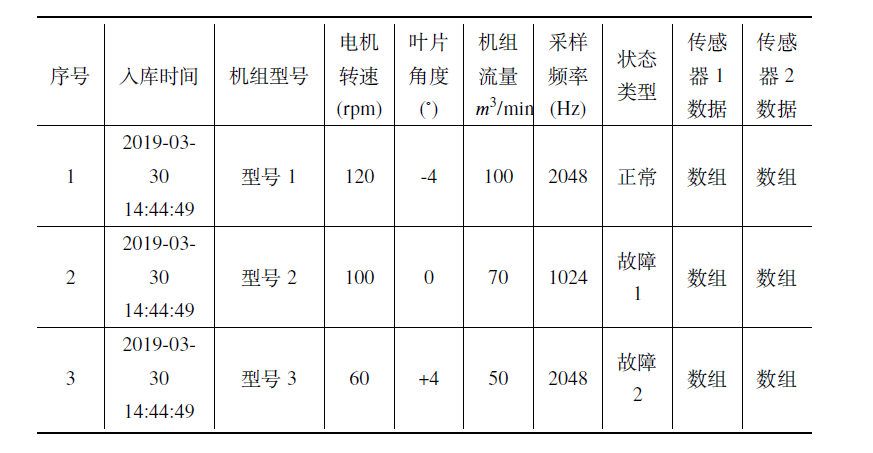 序号 入库时间 机组型号 电机转速(rpm) 叶片角度(°) 机组流量m³/min 采样频率(Hz) 状态类型 传感器1数据 传感器2数据
1 2019-03-30 14:44:49 型号1 120 -4 100 2048 正常 数组 数组
2 2019-03-30 14:44:49 型号2 100 0 70 1024 故障1 数组 数组
3 2019-03-30 14:44:49 型号3 60 +4 50 2048 故障2 数组 数组